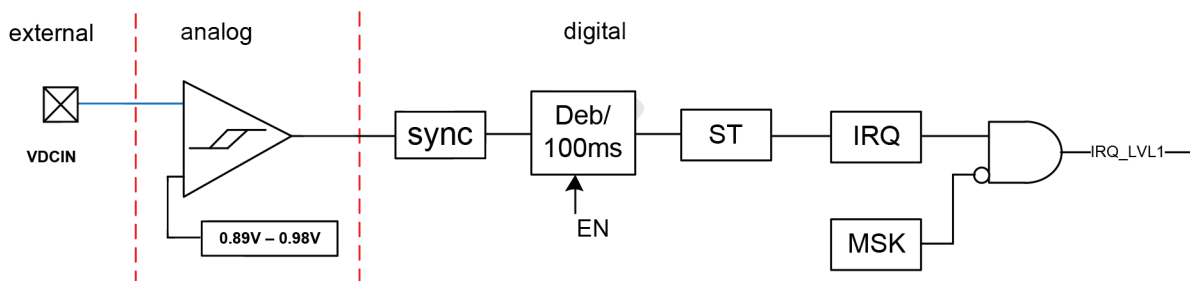 external
analog
digital
VDCIN
0.89V – 0.98V
sync
Deb/
100ms
EN
ST
IRQ
MSK
IRQ_LVL1